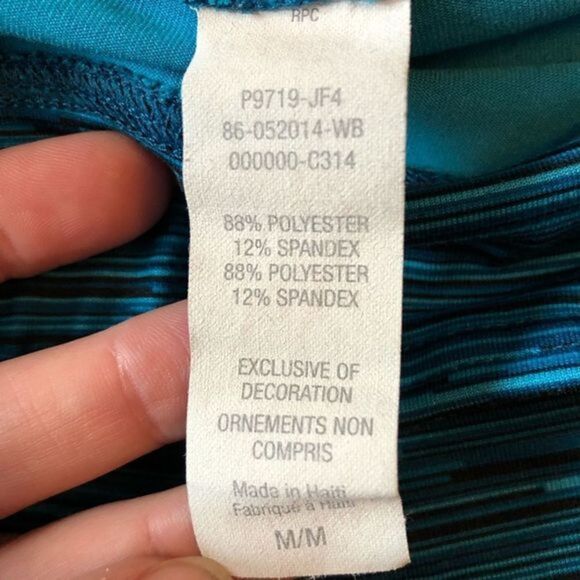 RPC
P9719-JF4
86-052014-WB
000000-C314
88% POLYESTER
12% SPANDEX
88% POLYESTER
12% SPANDEX
EXCLUSIVE OF
DECORATION
ORNEMENTS NON
COMPRIS
Made in Haiti
Fabriqué à Haiti
M/M